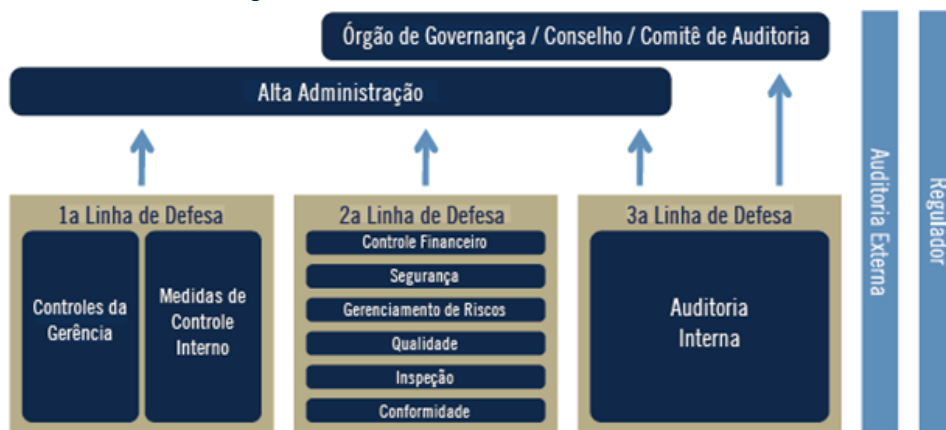 Órgão de Governança / Conselho / Comitê de Auditoria
Alta Administração
1a Linha de Defesa
Controles da
Gerência
Medidas de
Controle
Interno
2a Linha de Defesa
Controle Financeiro
Segurança
Gerenciamento de Riscos
Qualidade
Inspeção
Conformidade
3a Linha de Defesa
Auditoria
Interna
Auditoria Externa
Regulador